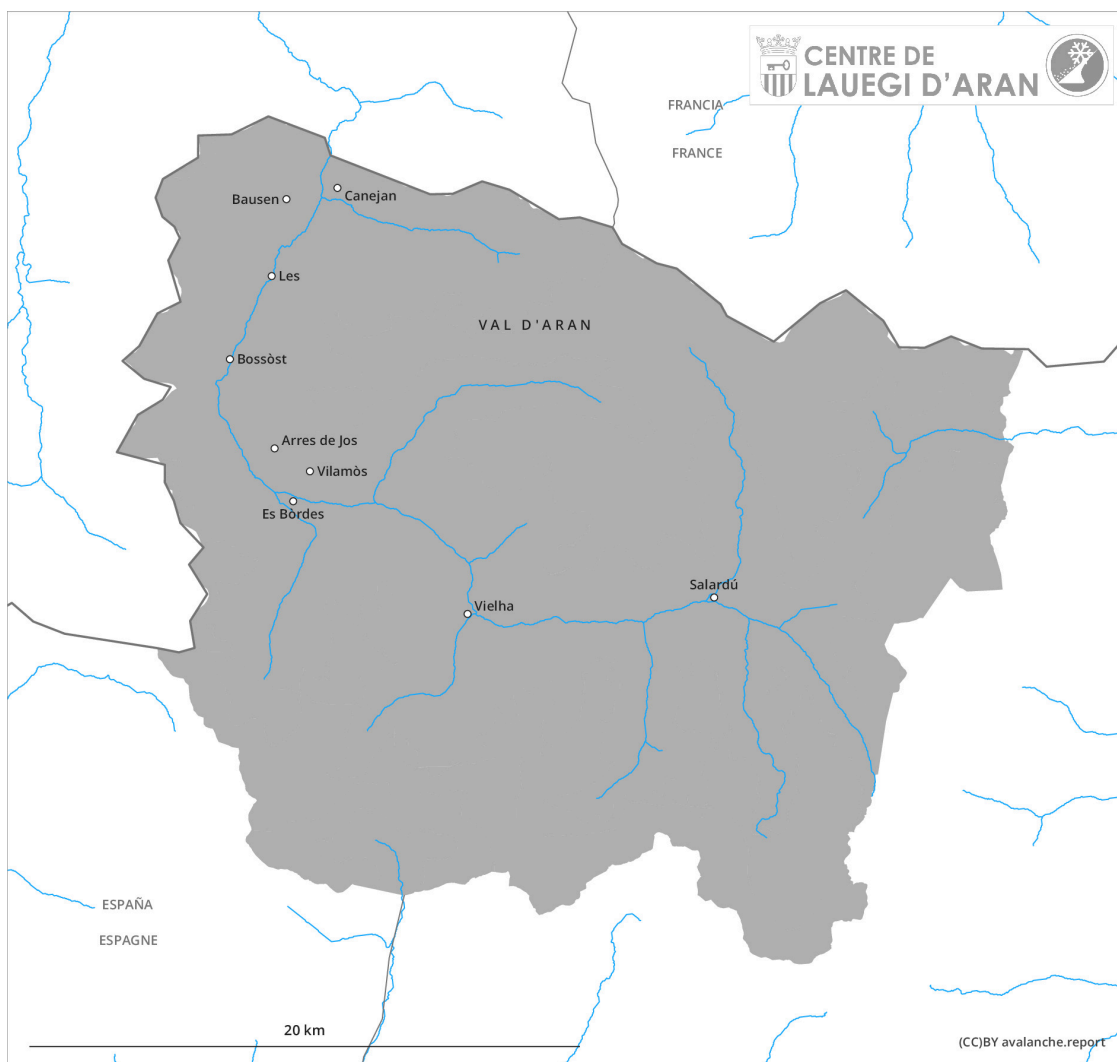 CENTRE DE
LAUEGI D'ARAN
FRANCIA
FRANCE
Bausen
Canejan
Les
VAL D'ARAN
Bossòst
Arres de Jos
Vilamòs
Es Bòrdes
Salardú
Vielha
ESPAÑA
ESPAGNE
20 km
(CC)BY avalanche.report